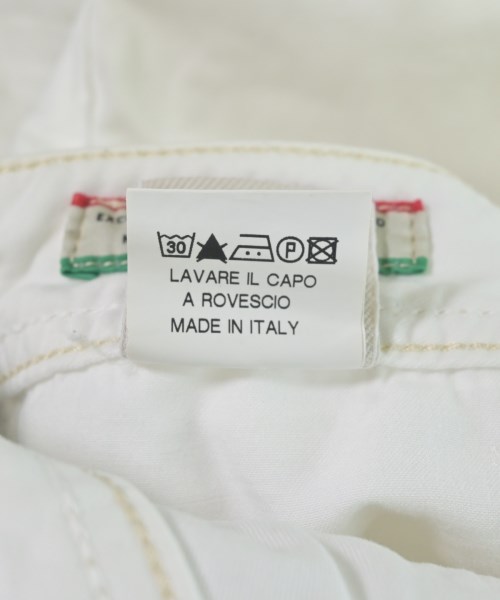 30 P
LAVARE IL CAPO
A ROVESCIO
MADE IN ITALY